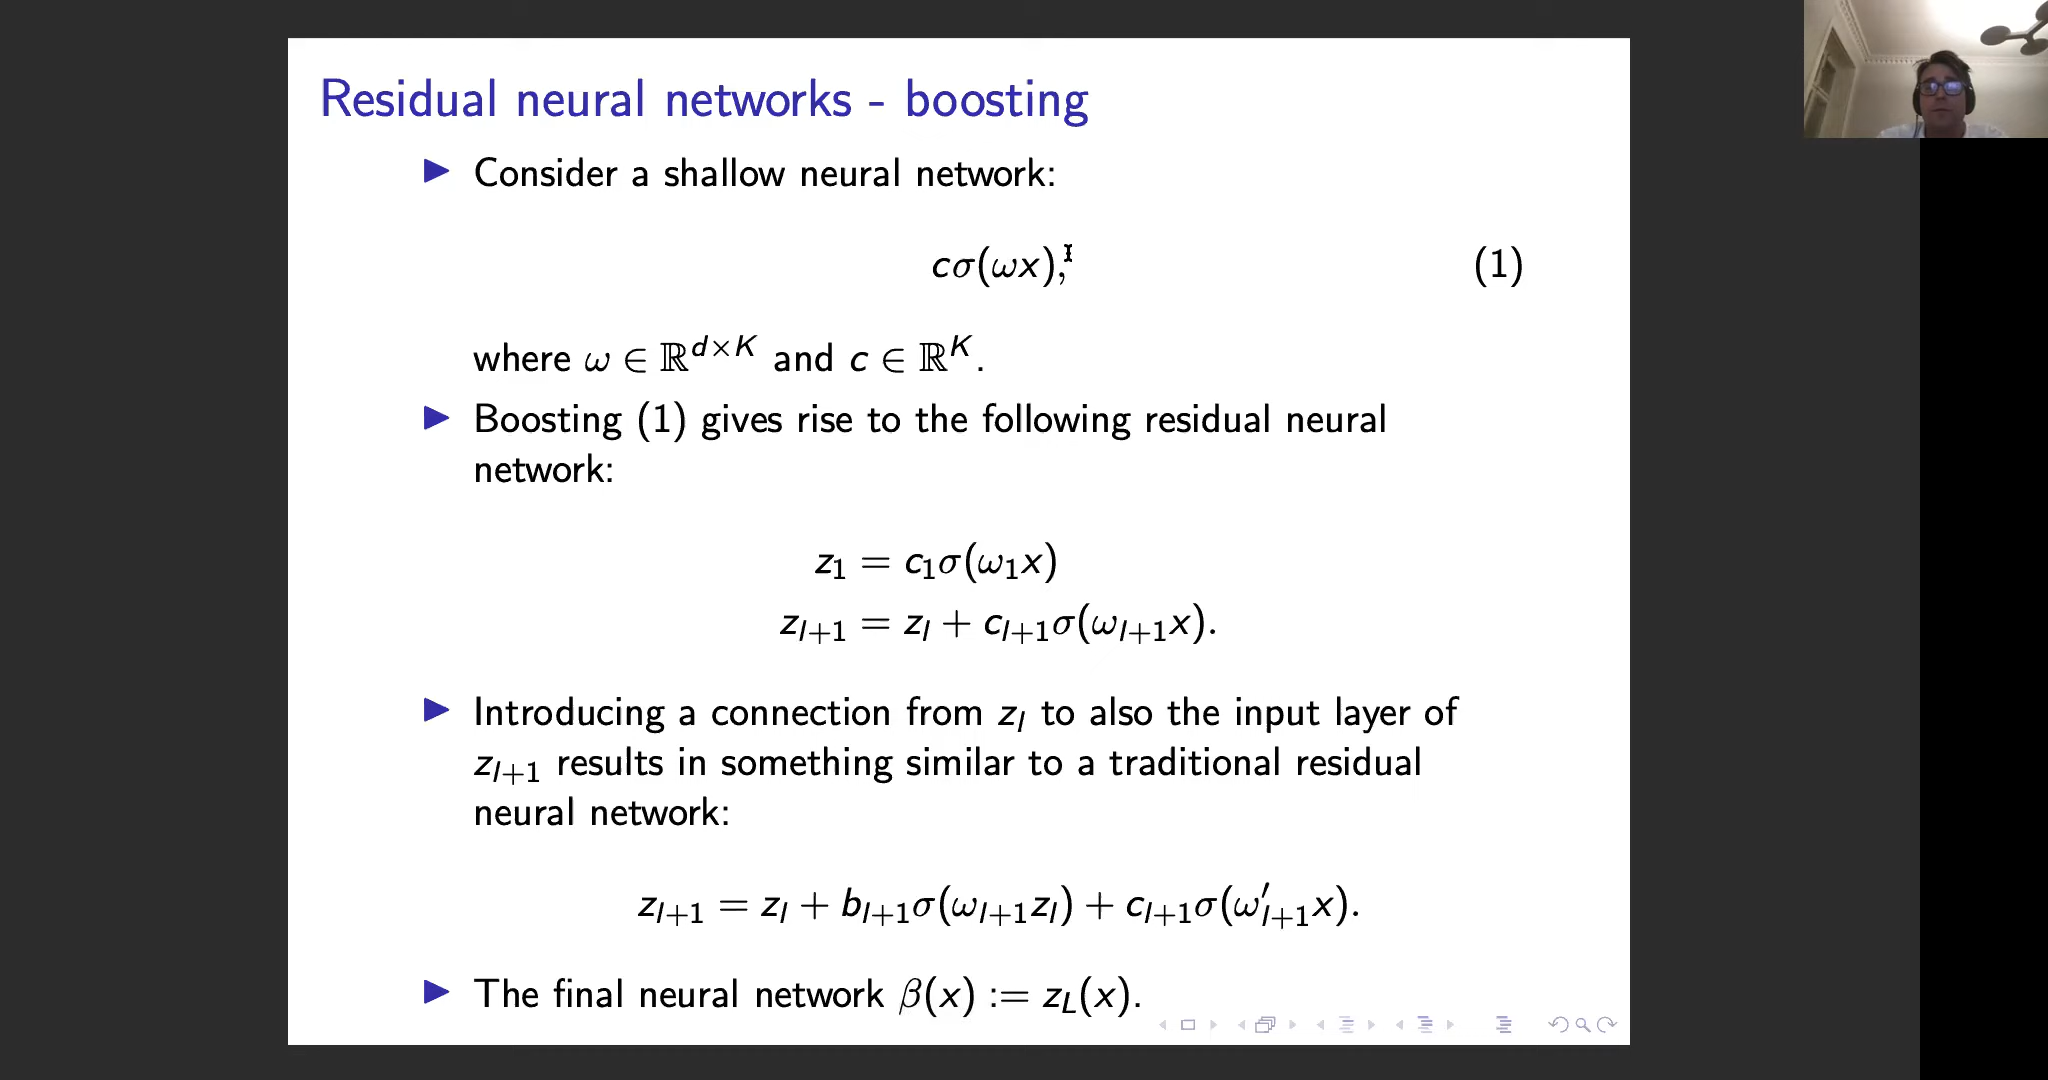 Residual neural networks - boosting
▶ Consider a shallow neural network:
cσ(ωx), (1)
where ω ∈ ℝ^{d×K} and c ∈ ℝ^K.
▶ Boosting (1) gives rise to the following residual neural
network:
z_1 = c_1σ(ω_1x)
z_{l+1} = z_l + c_{l+1}σ(ω_{l+1}x).
▶ Introducing a connection from z_l to also the input layer of
z_{l+1} results in something similar to a traditional residual
neural network:
z_{l+1} = z_l + b_{l+1}σ(ω_{l+1}z_l) + c_{l+1}σ(ω′_{l+1}x).
▶ The final neural network β(x) := z_L(x).